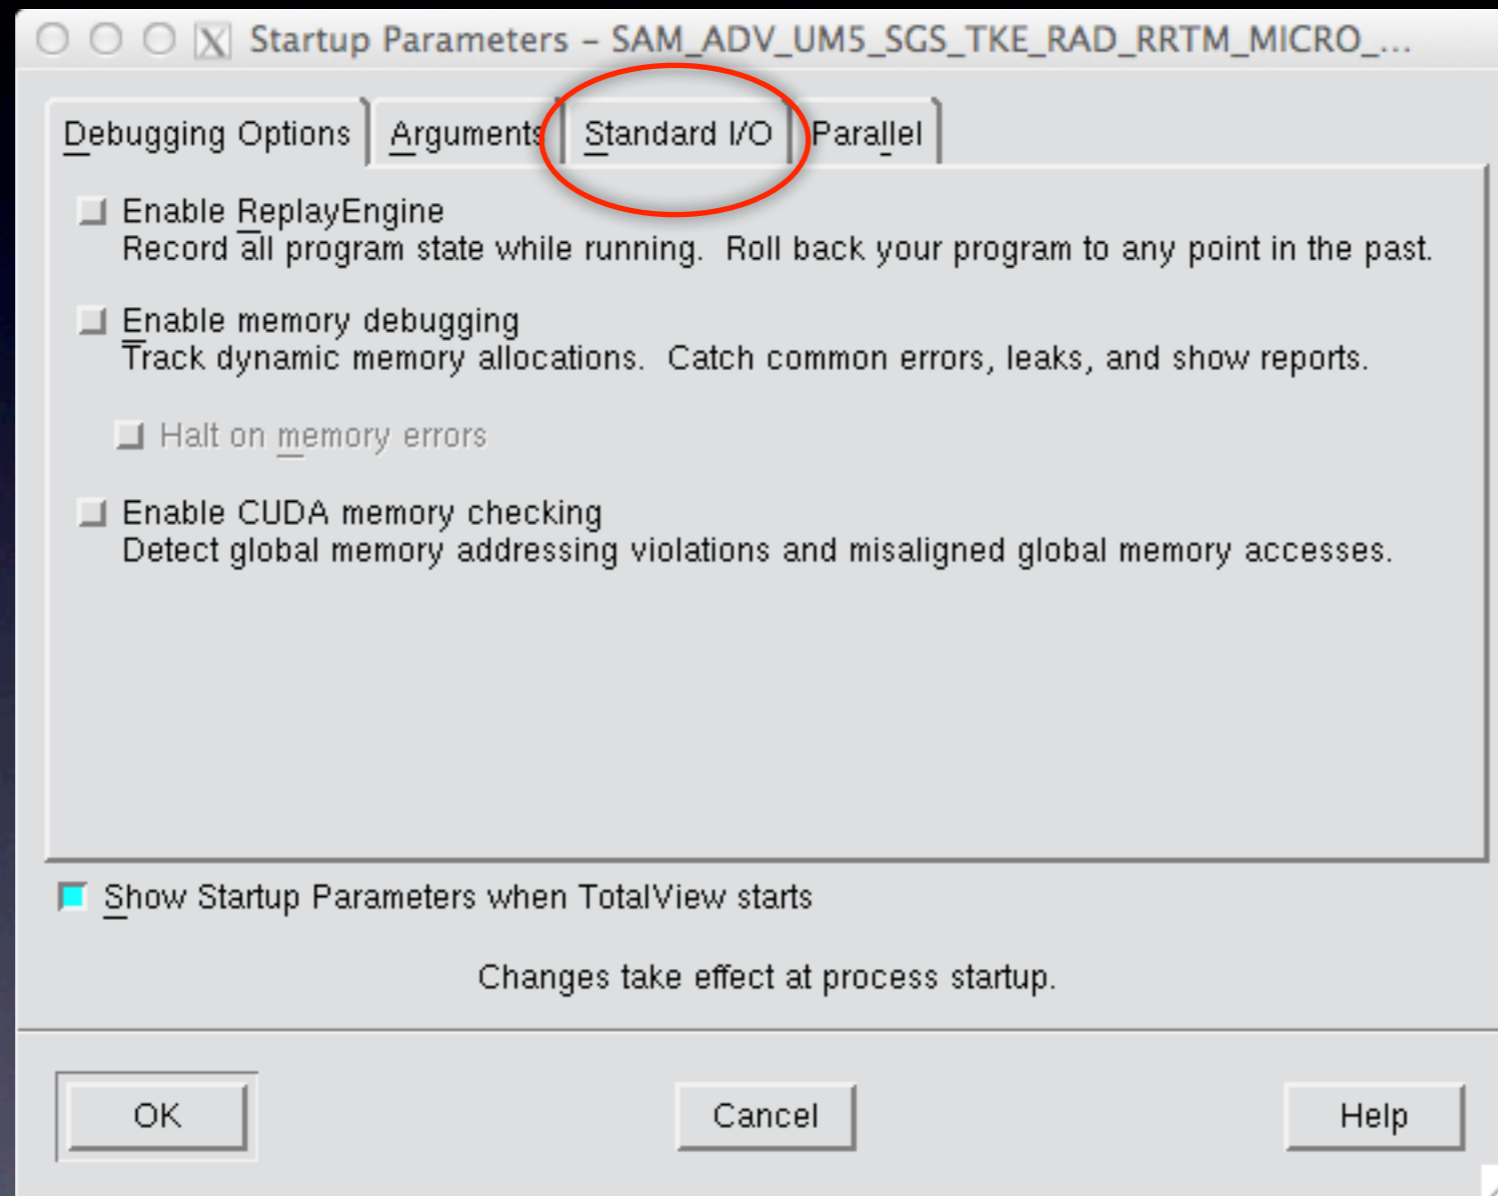 Startup Parameters – SAM_ADV_UM5_SGS_TKE_RAD_RRTM_MICRO_...
Debugging Options Arguments Standard I/O Parallel
Enable ReplayEngine
Record all program state while running. Roll back your program to any point in the past.
Enable memory debugging
Track dynamic memory allocations. Catch common errors, leaks, and show reports.
Halt on memory errors
Enable CUDA memory checking
Detect global memory addressing violations and misaligned global memory accesses.
Show Startup Parameters when TotalView starts
Changes take effect at process startup.
OK Cancel Help